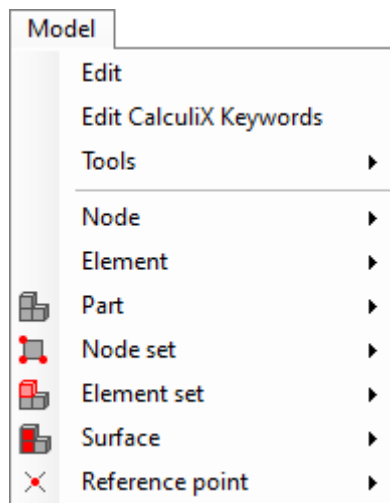 Model
Edit
Edit CalculiX Keywords
Tools
Node
Element
Part
Node set
Element set
Surface
Reference point